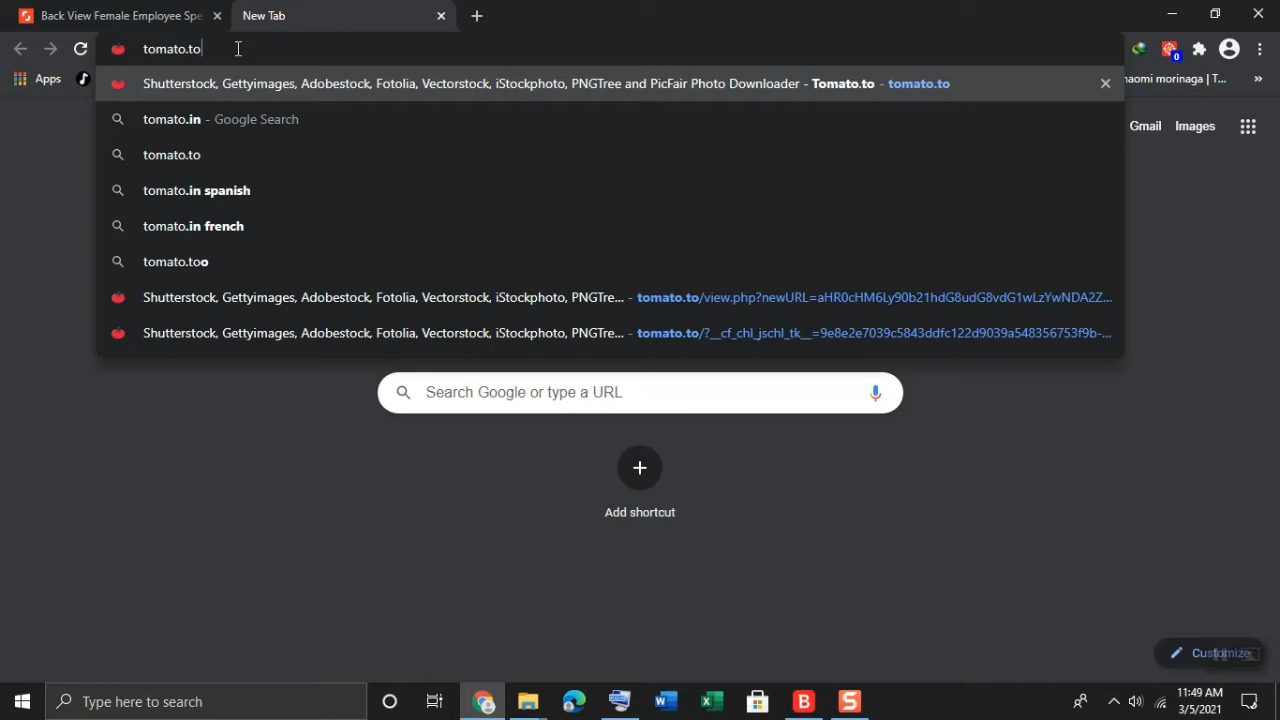 Back View Female Employee Spe
New Tab
tomato.to
Apps
naomi morinaga | T...
»
Shutterstock, Gettyimages, Adobestock, Fotolia, Vectorstock, iStockphoto, PNGTree and PicFair Photo Downloader - Tomato.to - tomato.to
tomato.in - Google Search
tomato.to
tomato.in spanish
tomato.in french
tomato.too
Shutterstock, Gettyimages, Adobestock, Fotolia, Vectorstock, iStockphoto, PNGTre... - tomato.to/view.php?newURL=aHR0cHM6Ly90b21hdG8udG8vdG1wLzYwNDA2Z...
Shutterstock, Gettyimages, Adobestock, Fotolia, Vectorstock, iStockphoto, PNGTre... - tomato.to/?__cf_chl_jschl_tk__=9e8e2e7039c5843ddfc122d9039a548356753f9b-...
Gmail Images
Search Google or type a URL
Add shortcut
Customize
Type here to search
11:49 AM
3/5/2021